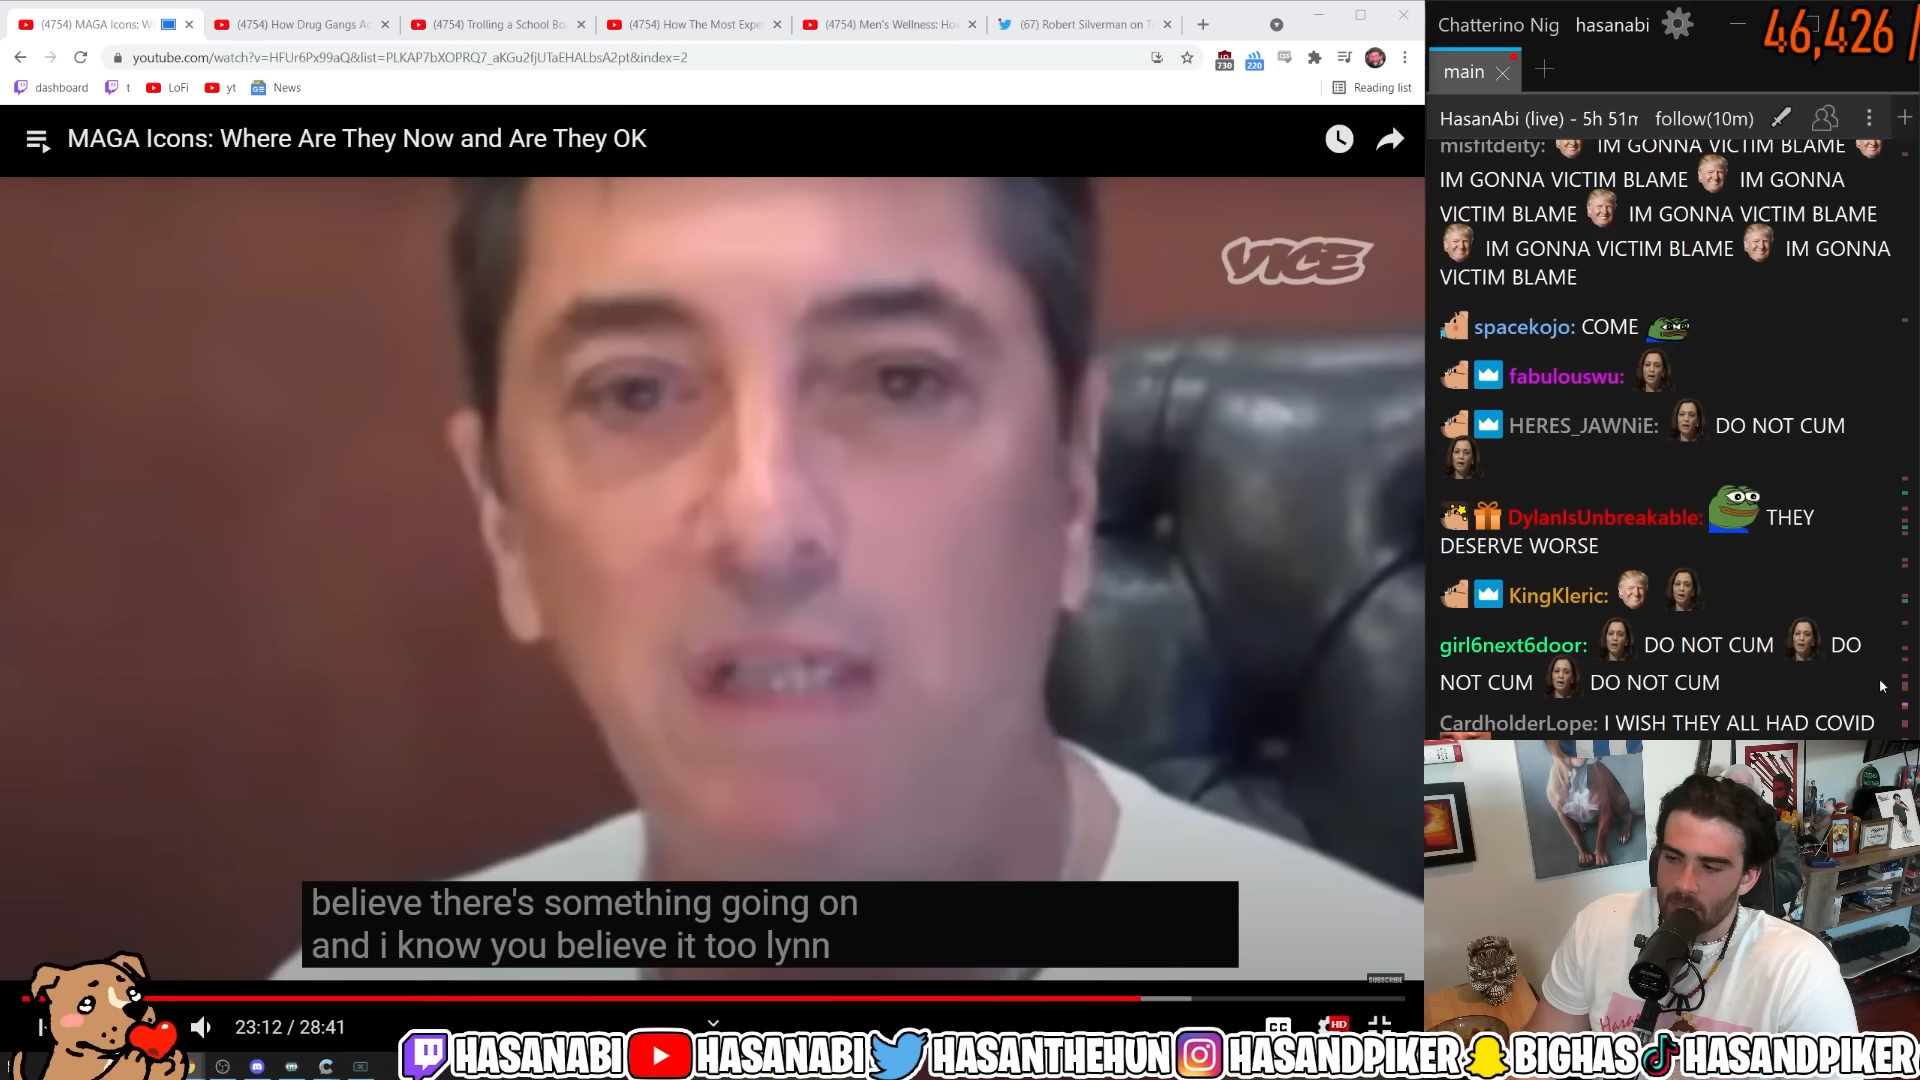 (4754) MAGA Icons: W
(4754) How Drug Gangs Ac
(4754) Trolling a School Bo
(4754) How The Most Expe
(4754) Men's Wellness: Ho
(67) Robert Silverman on T
youtube.com/watch?v=HFUr6Px99aQ&list=PLKAP7bXOPRQ7_aKGu2fjUTaEHALbsA2pt&index=2
730
220
dashboard
t
LoFi
yt
News
Reading list
MAGA Icons: Where Are They Now and Are They OK
VICE
believe there's something going on
and i know you believe it too lynn
SUBSCRIBE
23:12 / 28:41
CC
HD
Chatterino Nig
hasanabi
46,426 /
main
HasanAbi (live) - 5h 51m
follow(10m)
misfitdeity: IM GONNA VICTIM BLAME
IM GONNA VICTIM BLAME IM GONNA
VICTIM BLAME IM GONNA VICTIM BLAME
IM GONNA VICTIM BLAME IM GONNA
VICTIM BLAME
spacekojo: COME
fabulouswu:
HERES_JAWNiE: DO NOT CUM
DylanIsUnbreakable: THEY
DESERVE WORSE
KingKleric:
girl6next6door: DO NOT CUM DO
NOT CUM DO NOT CUM
CardholderLope: I WISH THEY ALL HAD COVID
HASANABI HASANABI HASANTHEHUN HASANDPIKER BIGHAS HASANDPIKER